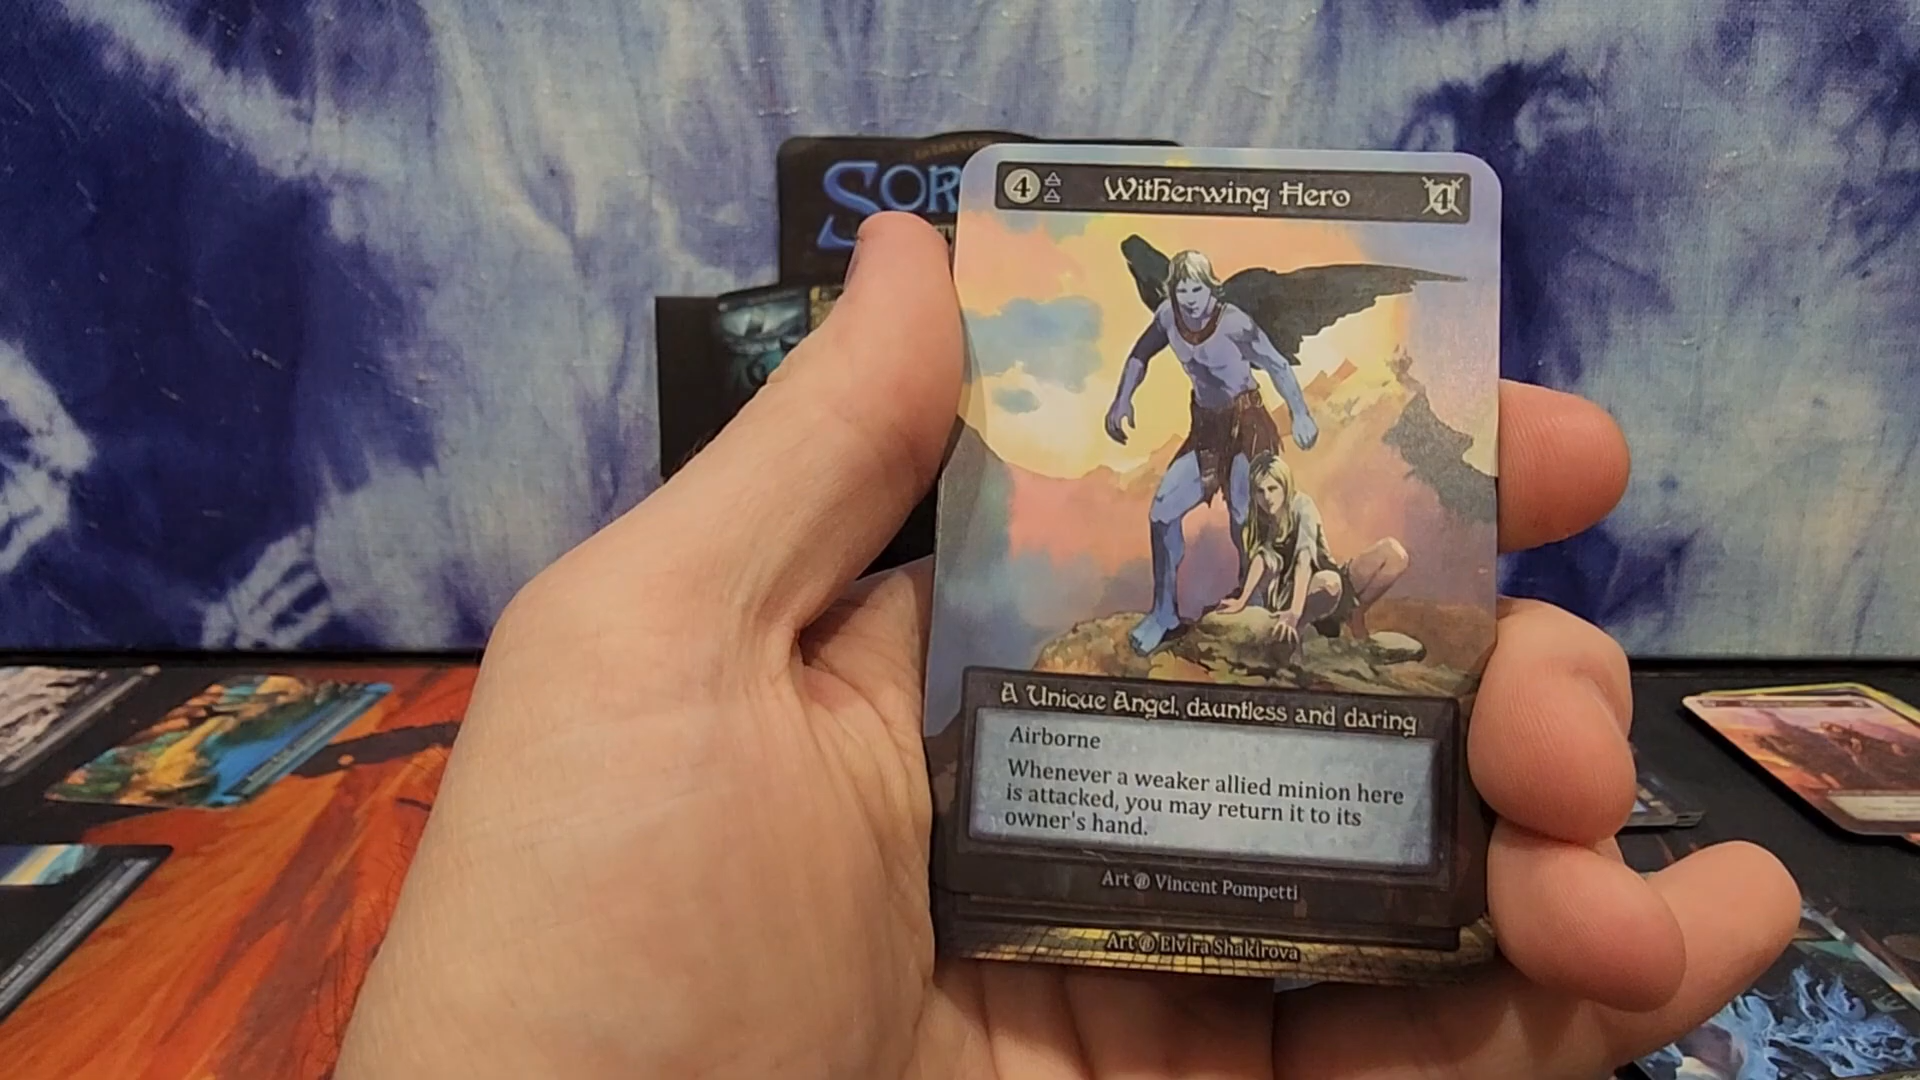 SOR
4 Witherwing Hero 4
A Unique Angel, dauntless and daring
Airborne
Whenever a weaker allied minion here
is attacked, you may return it to its
owner's hand.
Art @ Vincent Pompetti
Art @ Elvira Shakirova